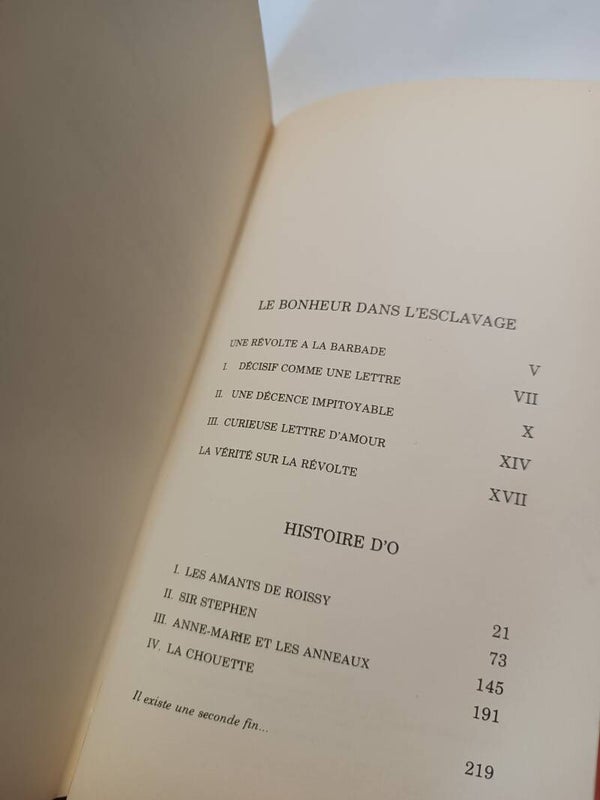 LE BONHEUR DANS L'ESCLAVAGE
UNE RÉVOLTE A LA BARBADE V
I. DÉCISIF COMME UNE LETTRE VII
II. UNE DÉCENCE IMPITOYABLE X
III. CURIEUSE LETTRE D'AMOUR XIV
LA VÉRITÉ SUR LA RÉVOLTE XVII
HISTOIRE D'O
I. LES AMANTS DE ROISSY 21
II. SIR STEPHEN 73
III. ANNE-MARIE ET LES ANNEAUX 145
IV. LA CHOUETTE 191
Il existe une seconde fin... 219